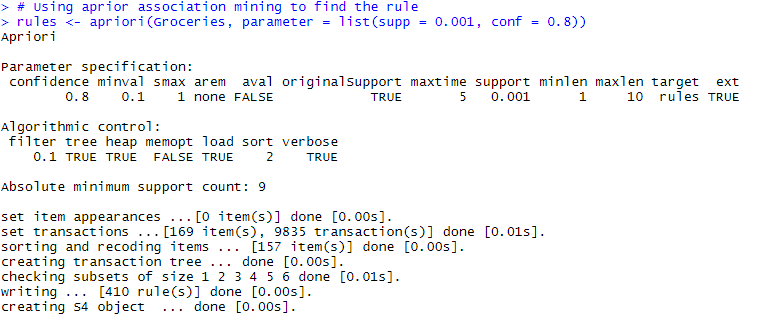 > # Using aprior association mining to find the rule
> rules <- apriori(Groceries, parameter = list(supp = 0.001, conf = 0.8))
Apriori
Parameter specification:
confidence minval smax arem aval originalSupport maxtime support minlen maxlen target ext
0.8 0.1 1 none FALSE TRUE 5 0.001 1 10 rules TRUE
Algorithmic control:
filter tree heap memopt load sort verbose
0.1 TRUE TRUE FALSE TRUE 2 TRUE
Absolute minimum support count: 9
set item appearances ...[0 item(s)] done [0.00s].
set transactions ...[169 item(s), 9835 transaction(s)] done [0.01s].
sorting and recoding items ... [157 item(s)] done [0.00s].
creating transaction tree ... done [0.00s].
checking subsets of size 1 2 3 4 5 6 done [0.01s].
writing ... [410 rule(s)] done [0.00s].
creating S4 object ... done [0.00s].